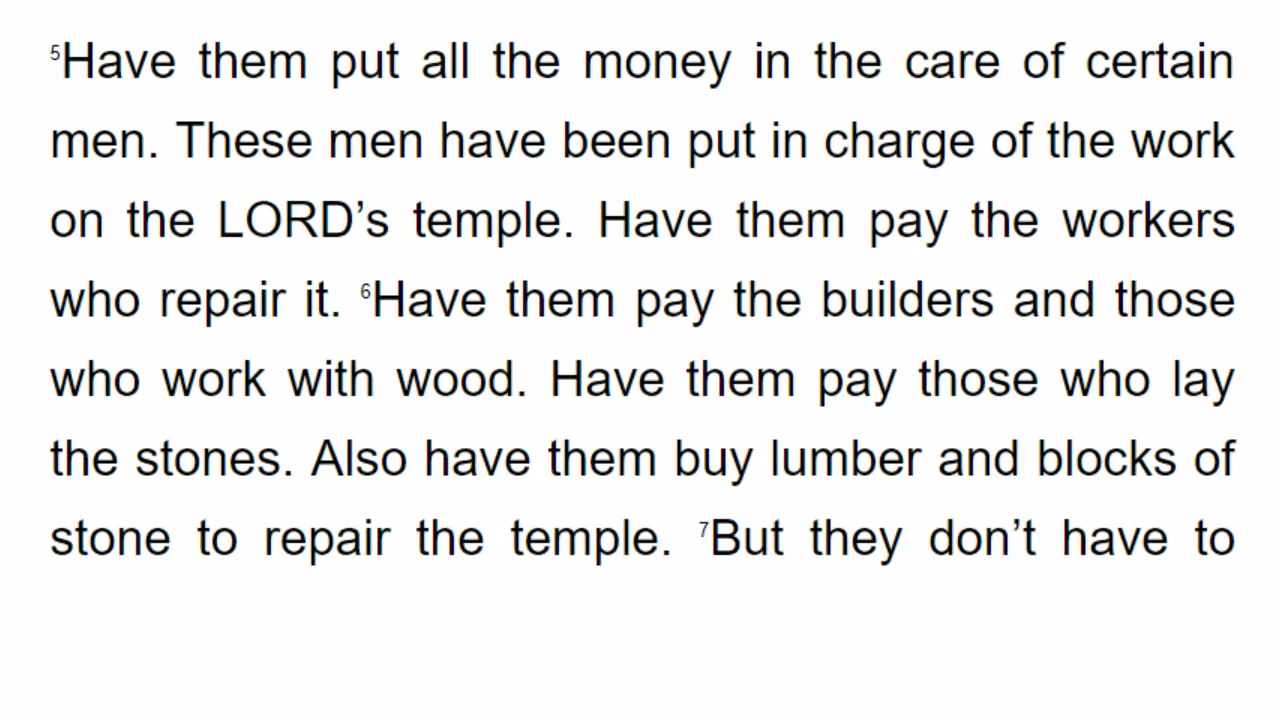 ⁵Have them put all the money in the care of certain
men. These men have been put in charge of the work
on the LORD’s temple. Have them pay the workers
who repair it. ⁶Have them pay the builders and those
who work with wood. Have them pay those who lay
the stones. Also have them buy lumber and blocks of
stone to repair the temple. ⁷But they don’t have to